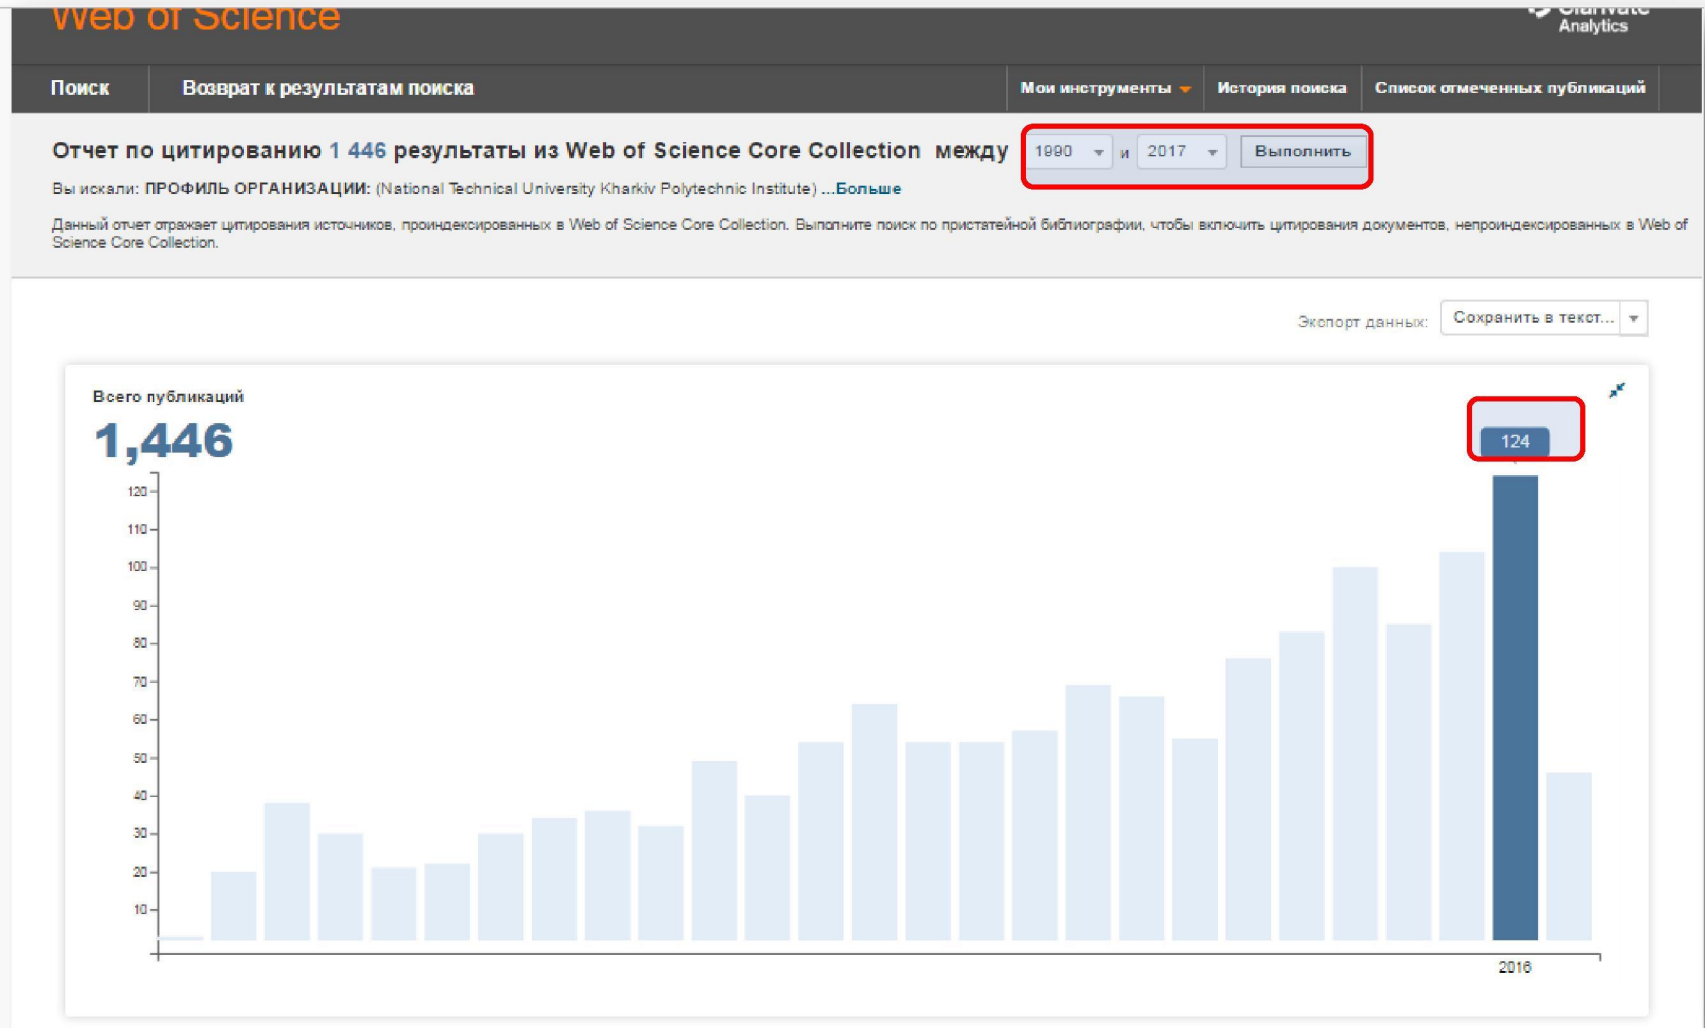 Web of Science
Clarivate
Analytics
Поиск
Возврат к результатам поиска
Мои инструменты
История поиска
Список отмеченных публикаций
Отчет по цитированию 1 446 результаты из Web of Science Core Collection между 1990 и 2017 Выполнить
Вы искали: ПРОФИЛЬ ОРГАНИЗАЦИИ: (National Technical University Kharkiv Polytechnic Institute) ...Больше
Данный отчет отражает цитирования источников, проиндексированных в Web of Science Core Collection. Выполните поиск по пристатейной библиографии, чтобы включить цитирования документов, непроиндексированных в Web of
Science Core Collection.
Экспорт данных: Сохранить в текст...
Всего публикаций
1,446
124
120
110
100
90
80
70
60
50
40
30
20
10
2016